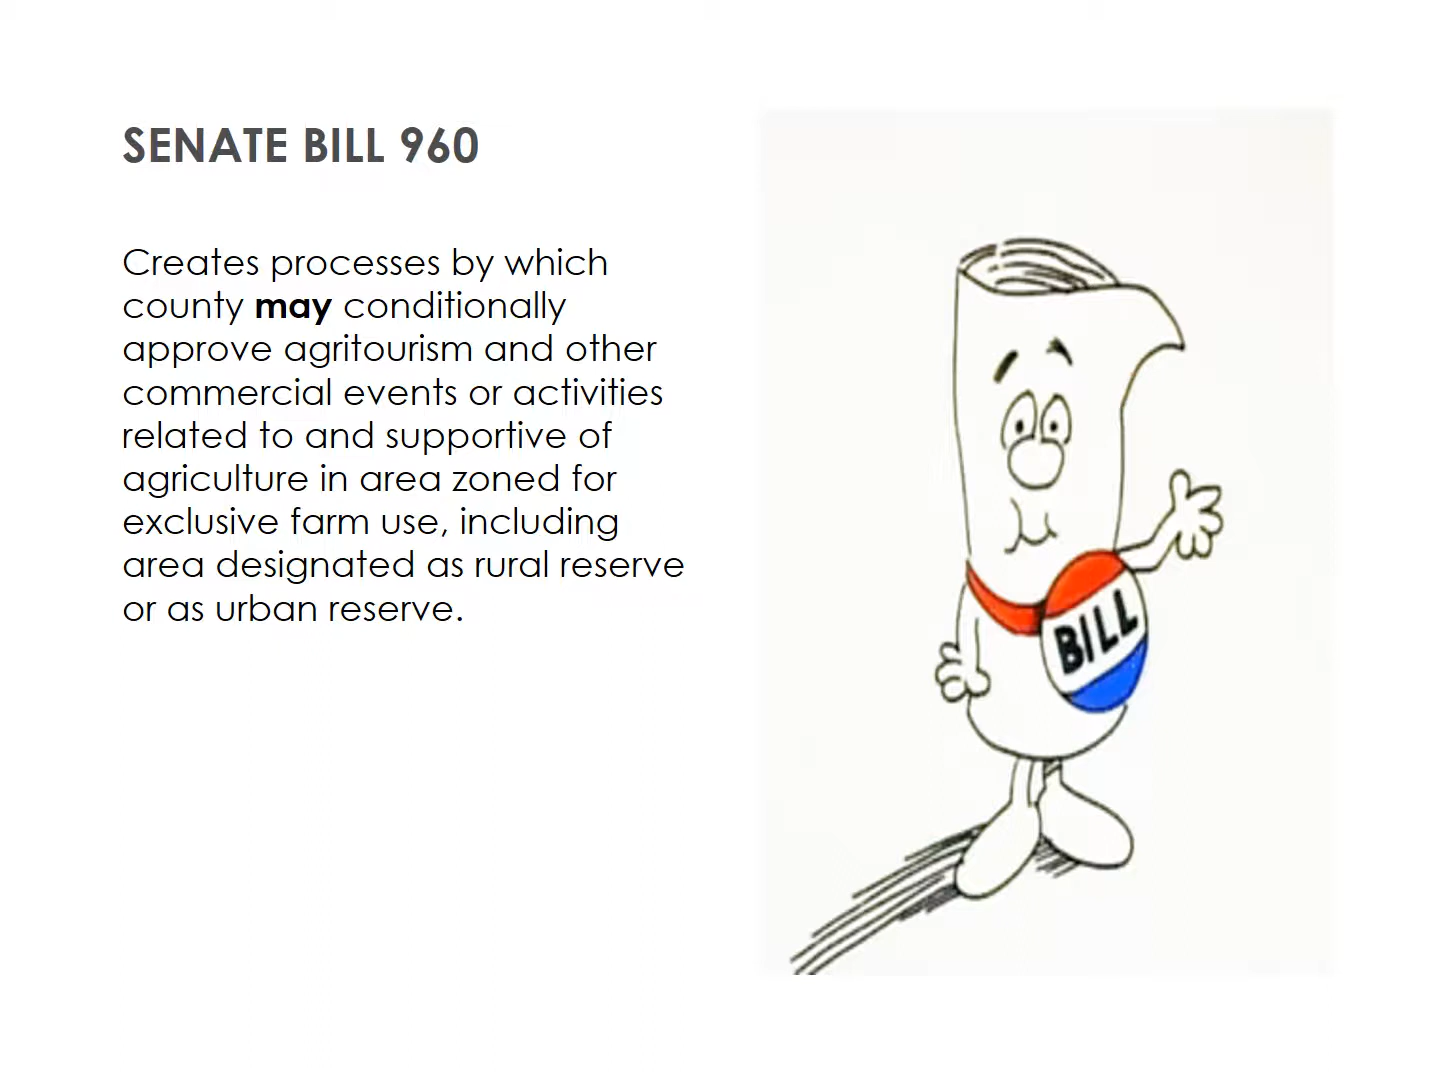 SENATE BILL 960
Creates processes by which
county may conditionally
approve agritourism and other
commercial events or activities
related to and supportive of
agriculture in area zoned for
exclusive farm use, including
area designated as rural reserve
or as urban reserve.
BILL